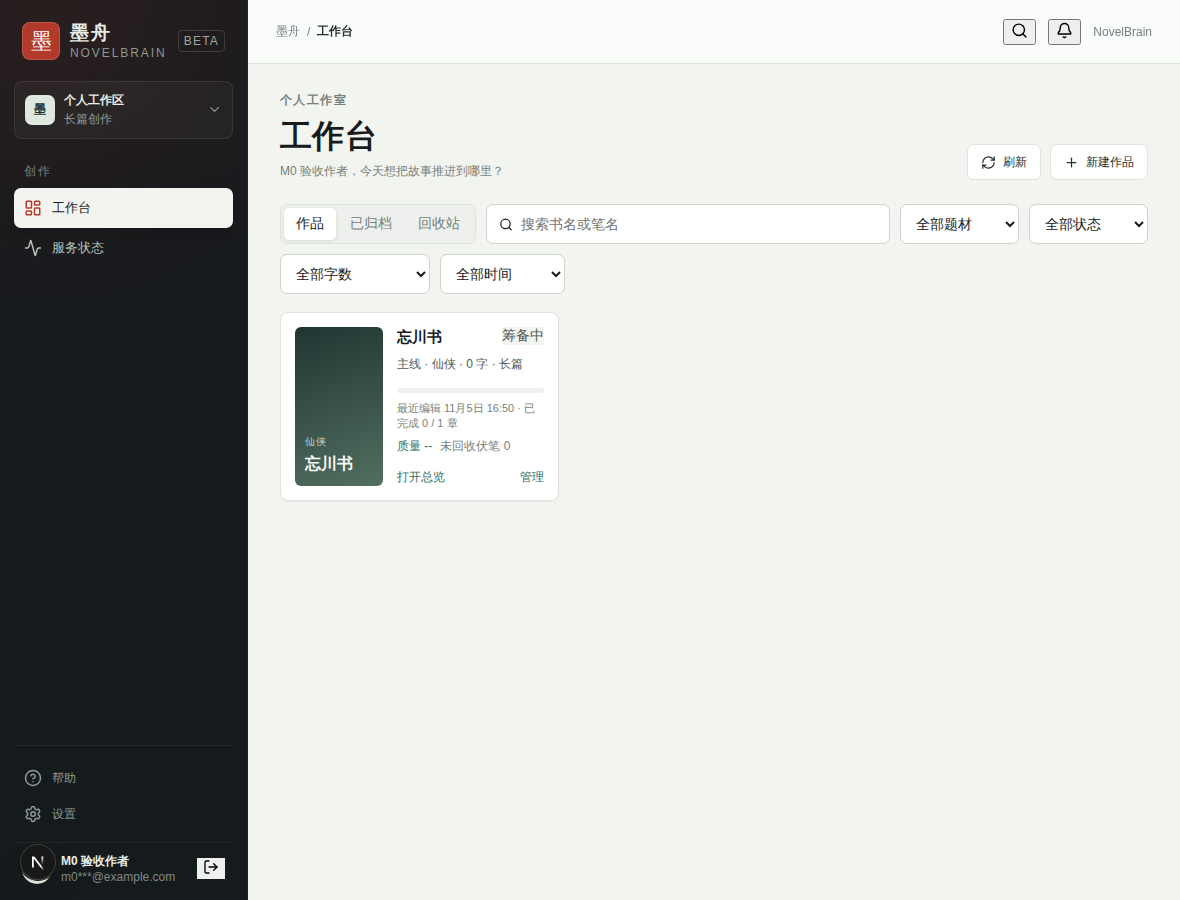 墨
墨舟
NOVELBRAIN
BETA
墨
个人工作区
长篇创作
创作
工作台
服务状态
帮助
设置
N
M0 验收作者
m0***@example.com
墨舟 / 工作台
NovelBrain
个人工作室
工作台
M0 验收作者，今天想把故事推进到哪里？
刷新
新建作品
作品
已归档
回收站
搜索书名或笔名
全部题材
全部状态
全部字数
全部时间
仙侠
忘川书
忘川书
筹备中
主线 · 仙侠 · 0 字 · 长篇
最近编辑 11月5日 16:50 · 已
完成 0 / 1 章
质量 -- 未回收伏笔 0
打开总览
管理